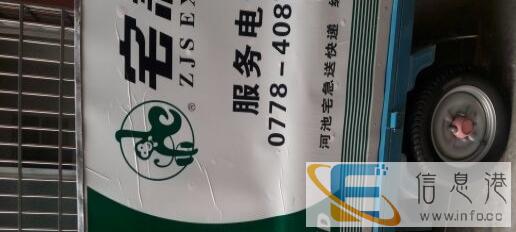 宅
ZJS EX
®
服务电
0778-408
河池宅急送快递
信息港
www.info.cc